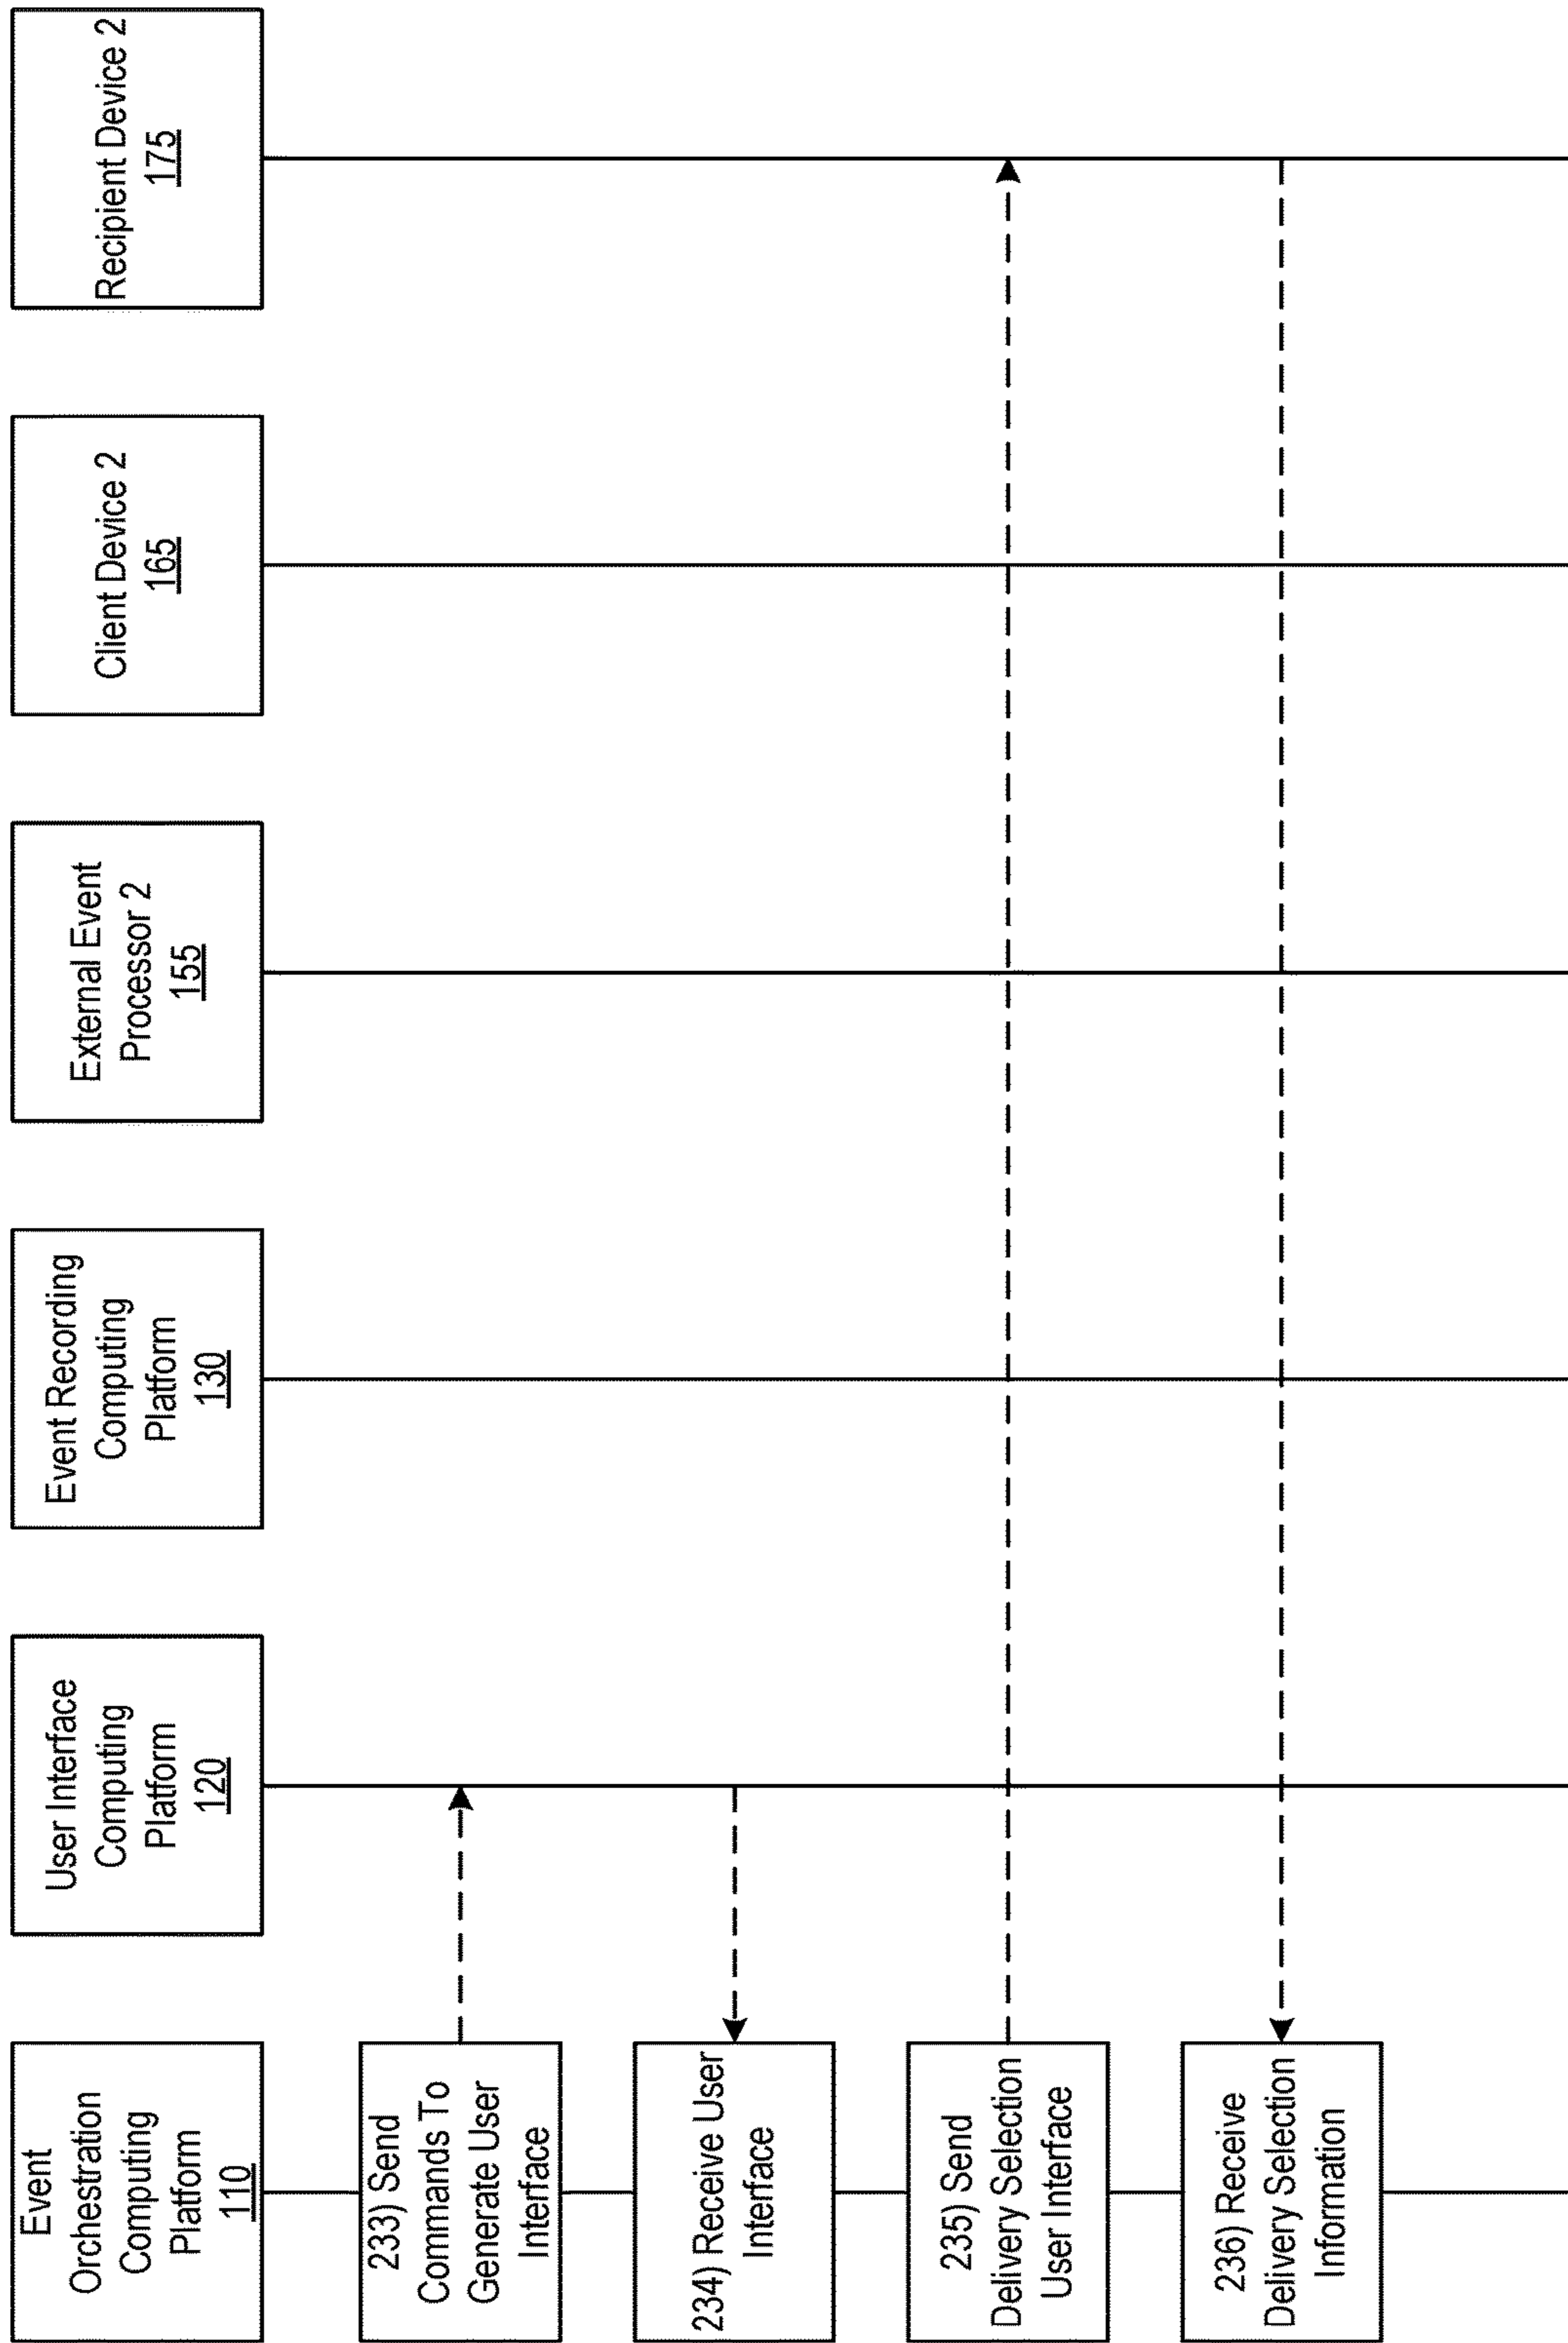 Event
Orchestration
Computing
Platform
110
User Interface
Computing
Platform
120
Event Recording
Computing
Platform
130
External Event
Processor 2
155
Client Device 2
165
Recipient Device 2
175
233) Send
Commands To
Generate User
Interface
234) Receive User
Interface
235) Send
Delivery Selection
User Interface
236) Receive
Delivery Selection
Information